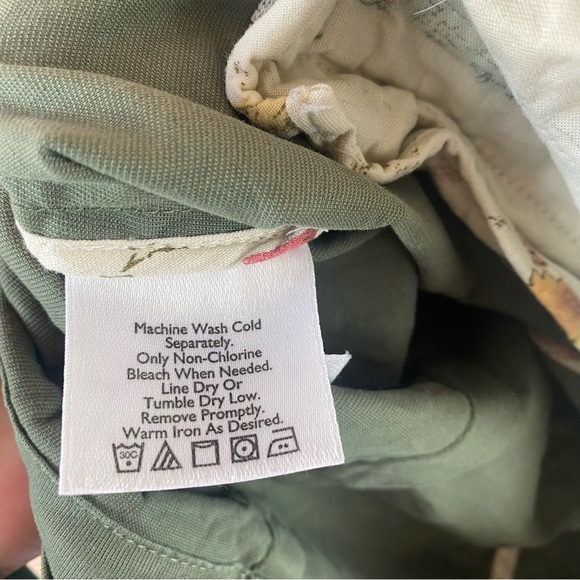 Machine Wash Cold
Separately.
Only Non-Chlorine
Bleach When Needed.
Line Dry Or
Tumble Dry Low.
Remove Promptly.
Warm Iron As Desired.
30C